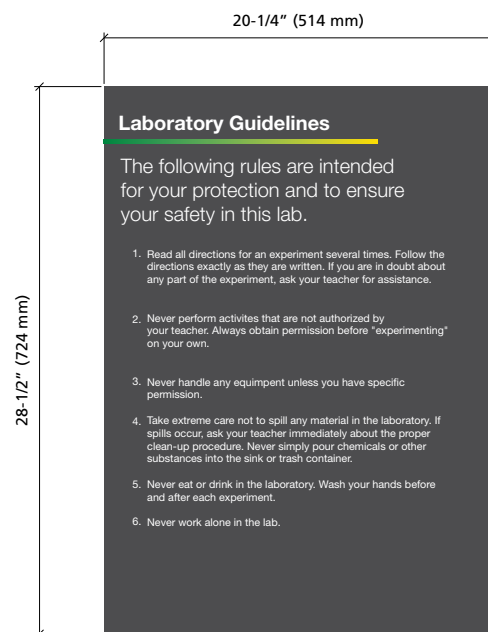 20-1/4” (514 mm)
28-1/2” (724 mm)
Laboratory Guidelines
The following rules are intended
for your protection and to ensure
your safety in this lab.
1. Read all directions for an experiment several times. Follow the
directions exactly as they are written. If you are in doubt about
any part of the experiment, ask your teacher for assistance.
2. Never perform activites that are not authorized by
your teacher. Always obtain permission before "experimenting"
on your own.
3. Never handle any equimpent unless you have specific
permission.
4. Take extreme care not to spill any material in the laboratory. If
spills occur, ask your teacher immediately about the proper
clean-up procedure. Never simply pour chemicals or other
substances into the sink or trash container.
5. Never eat or drink in the laboratory. Wash your hands before
and after each experiment.
6. Never work alone in the lab.